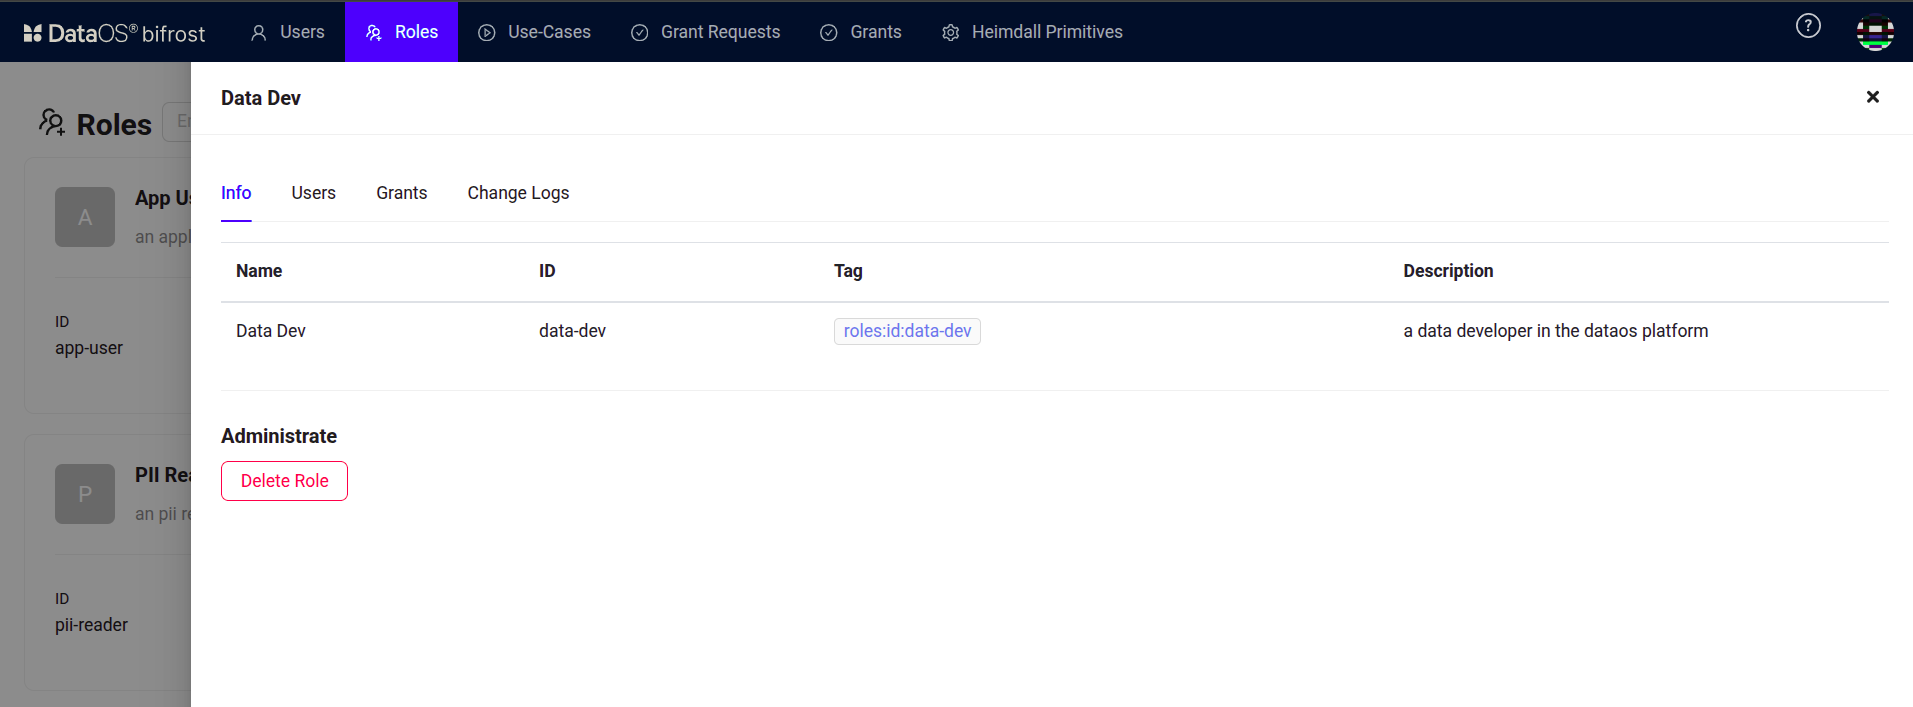 DataOS® bifrost Users Roles Use-Cases Grant Requests Grants Heimdall Primitives ?
Data Dev
Roles
Info Users Grants Change Logs
A App
an
Name ID Tag Description
ID
Data Dev data-dev roles:id:data-dev a data developer in the dataos platform
app-user
Administrate
P PII
an pii
Delete Role
ID
pii-reader